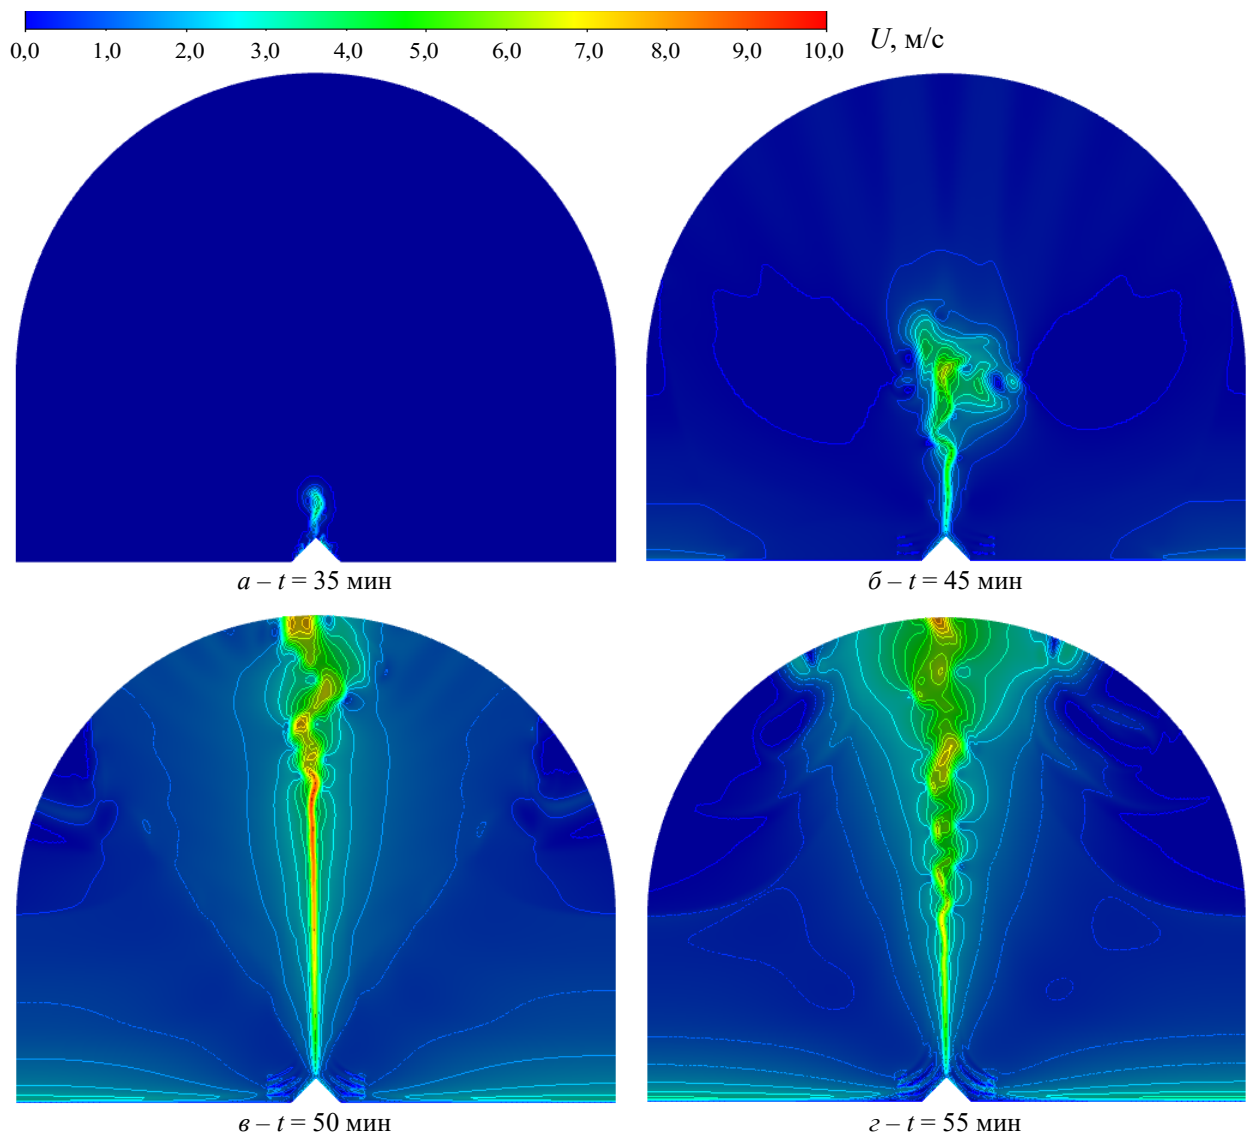 0,0 1,0 2,0 3,0 4,0 5,0 6,0 7,0 8,0 9,0 10,0 U, м/с
а – t = 35 мин
б – t = 45 мин
в – t = 50 мин
г – t = 55 мин